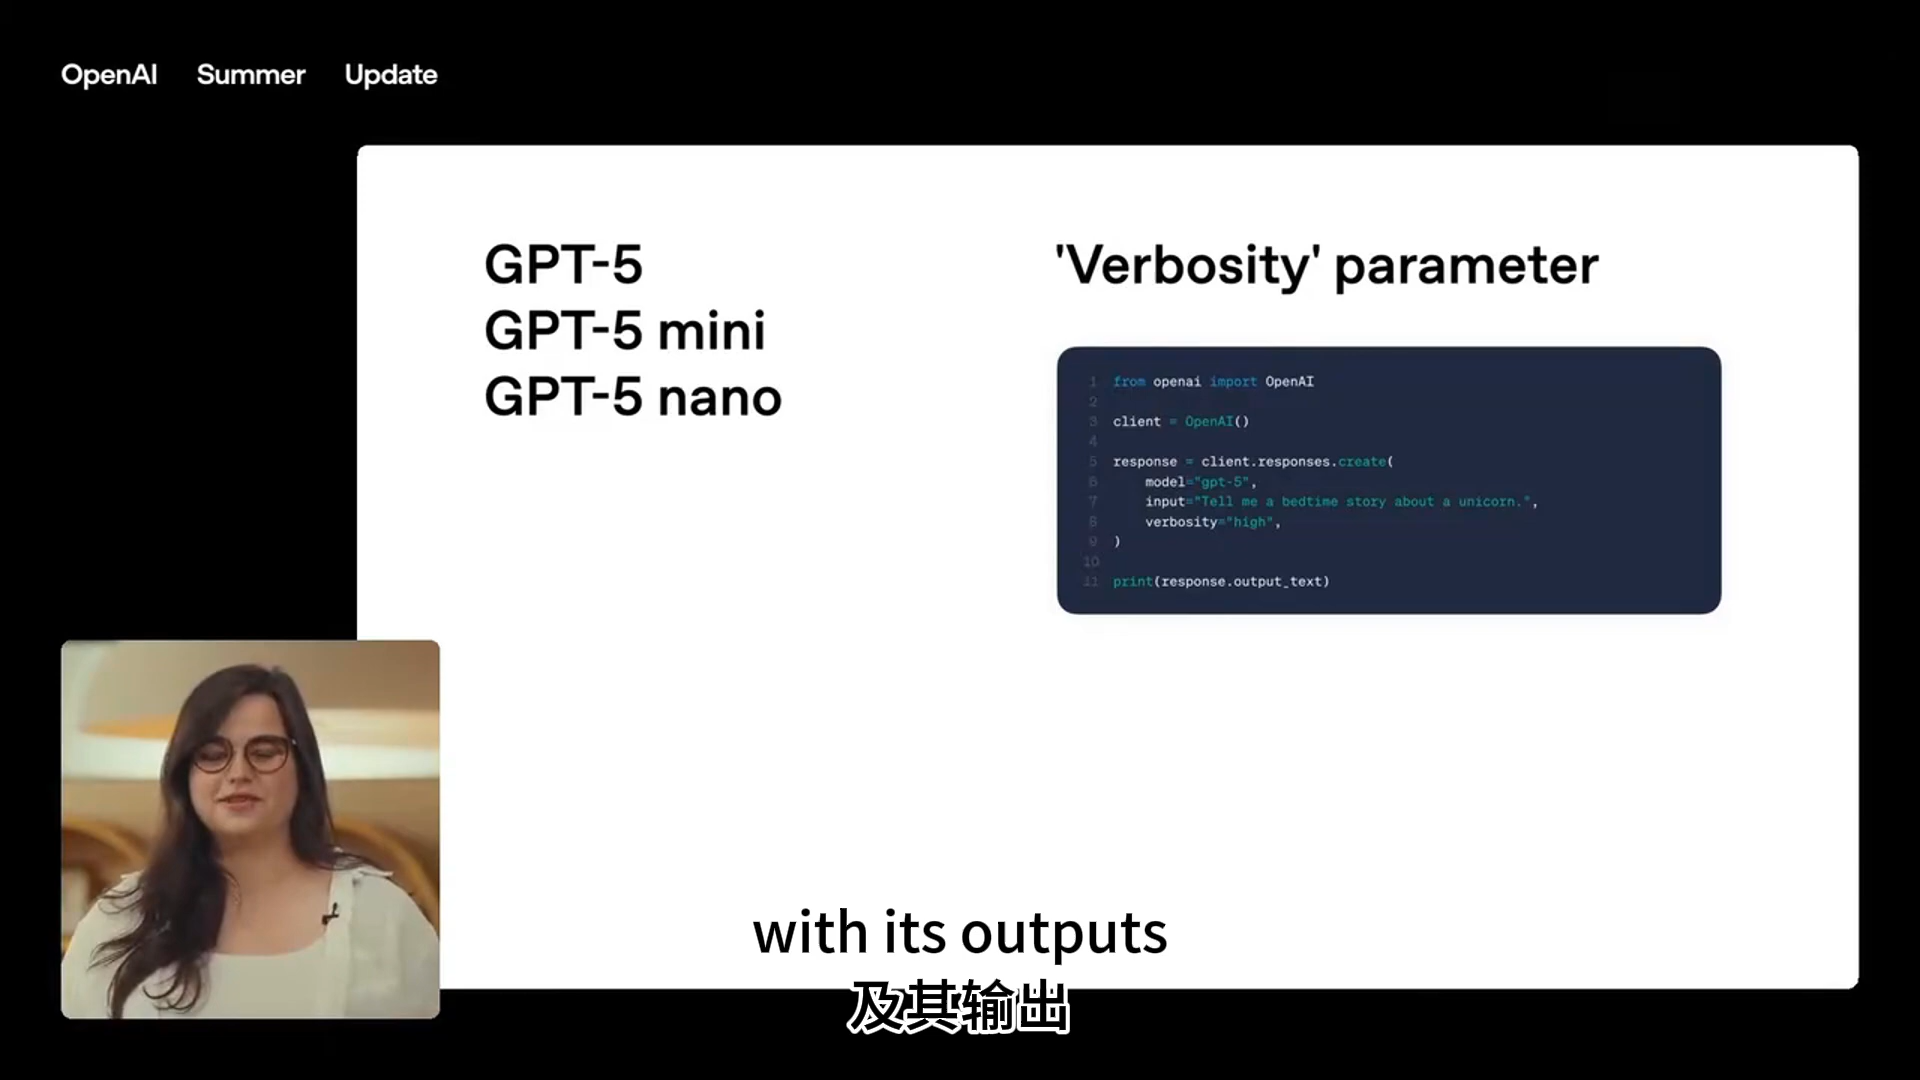 OpenAI Summer Update
GPT-5
GPT-5 mini
GPT-5 nano
'Verbosity' parameter
1 from openai import OpenAI
2
3 client = OpenAI()
4
5 response = client.responses.create(
6     model="gpt-5",
7     input="Tell me a bedtime story about a unicorn.",
8     verbosity="high",
9 )
10
11 print(response.output_text)
with its outputs
及其输出